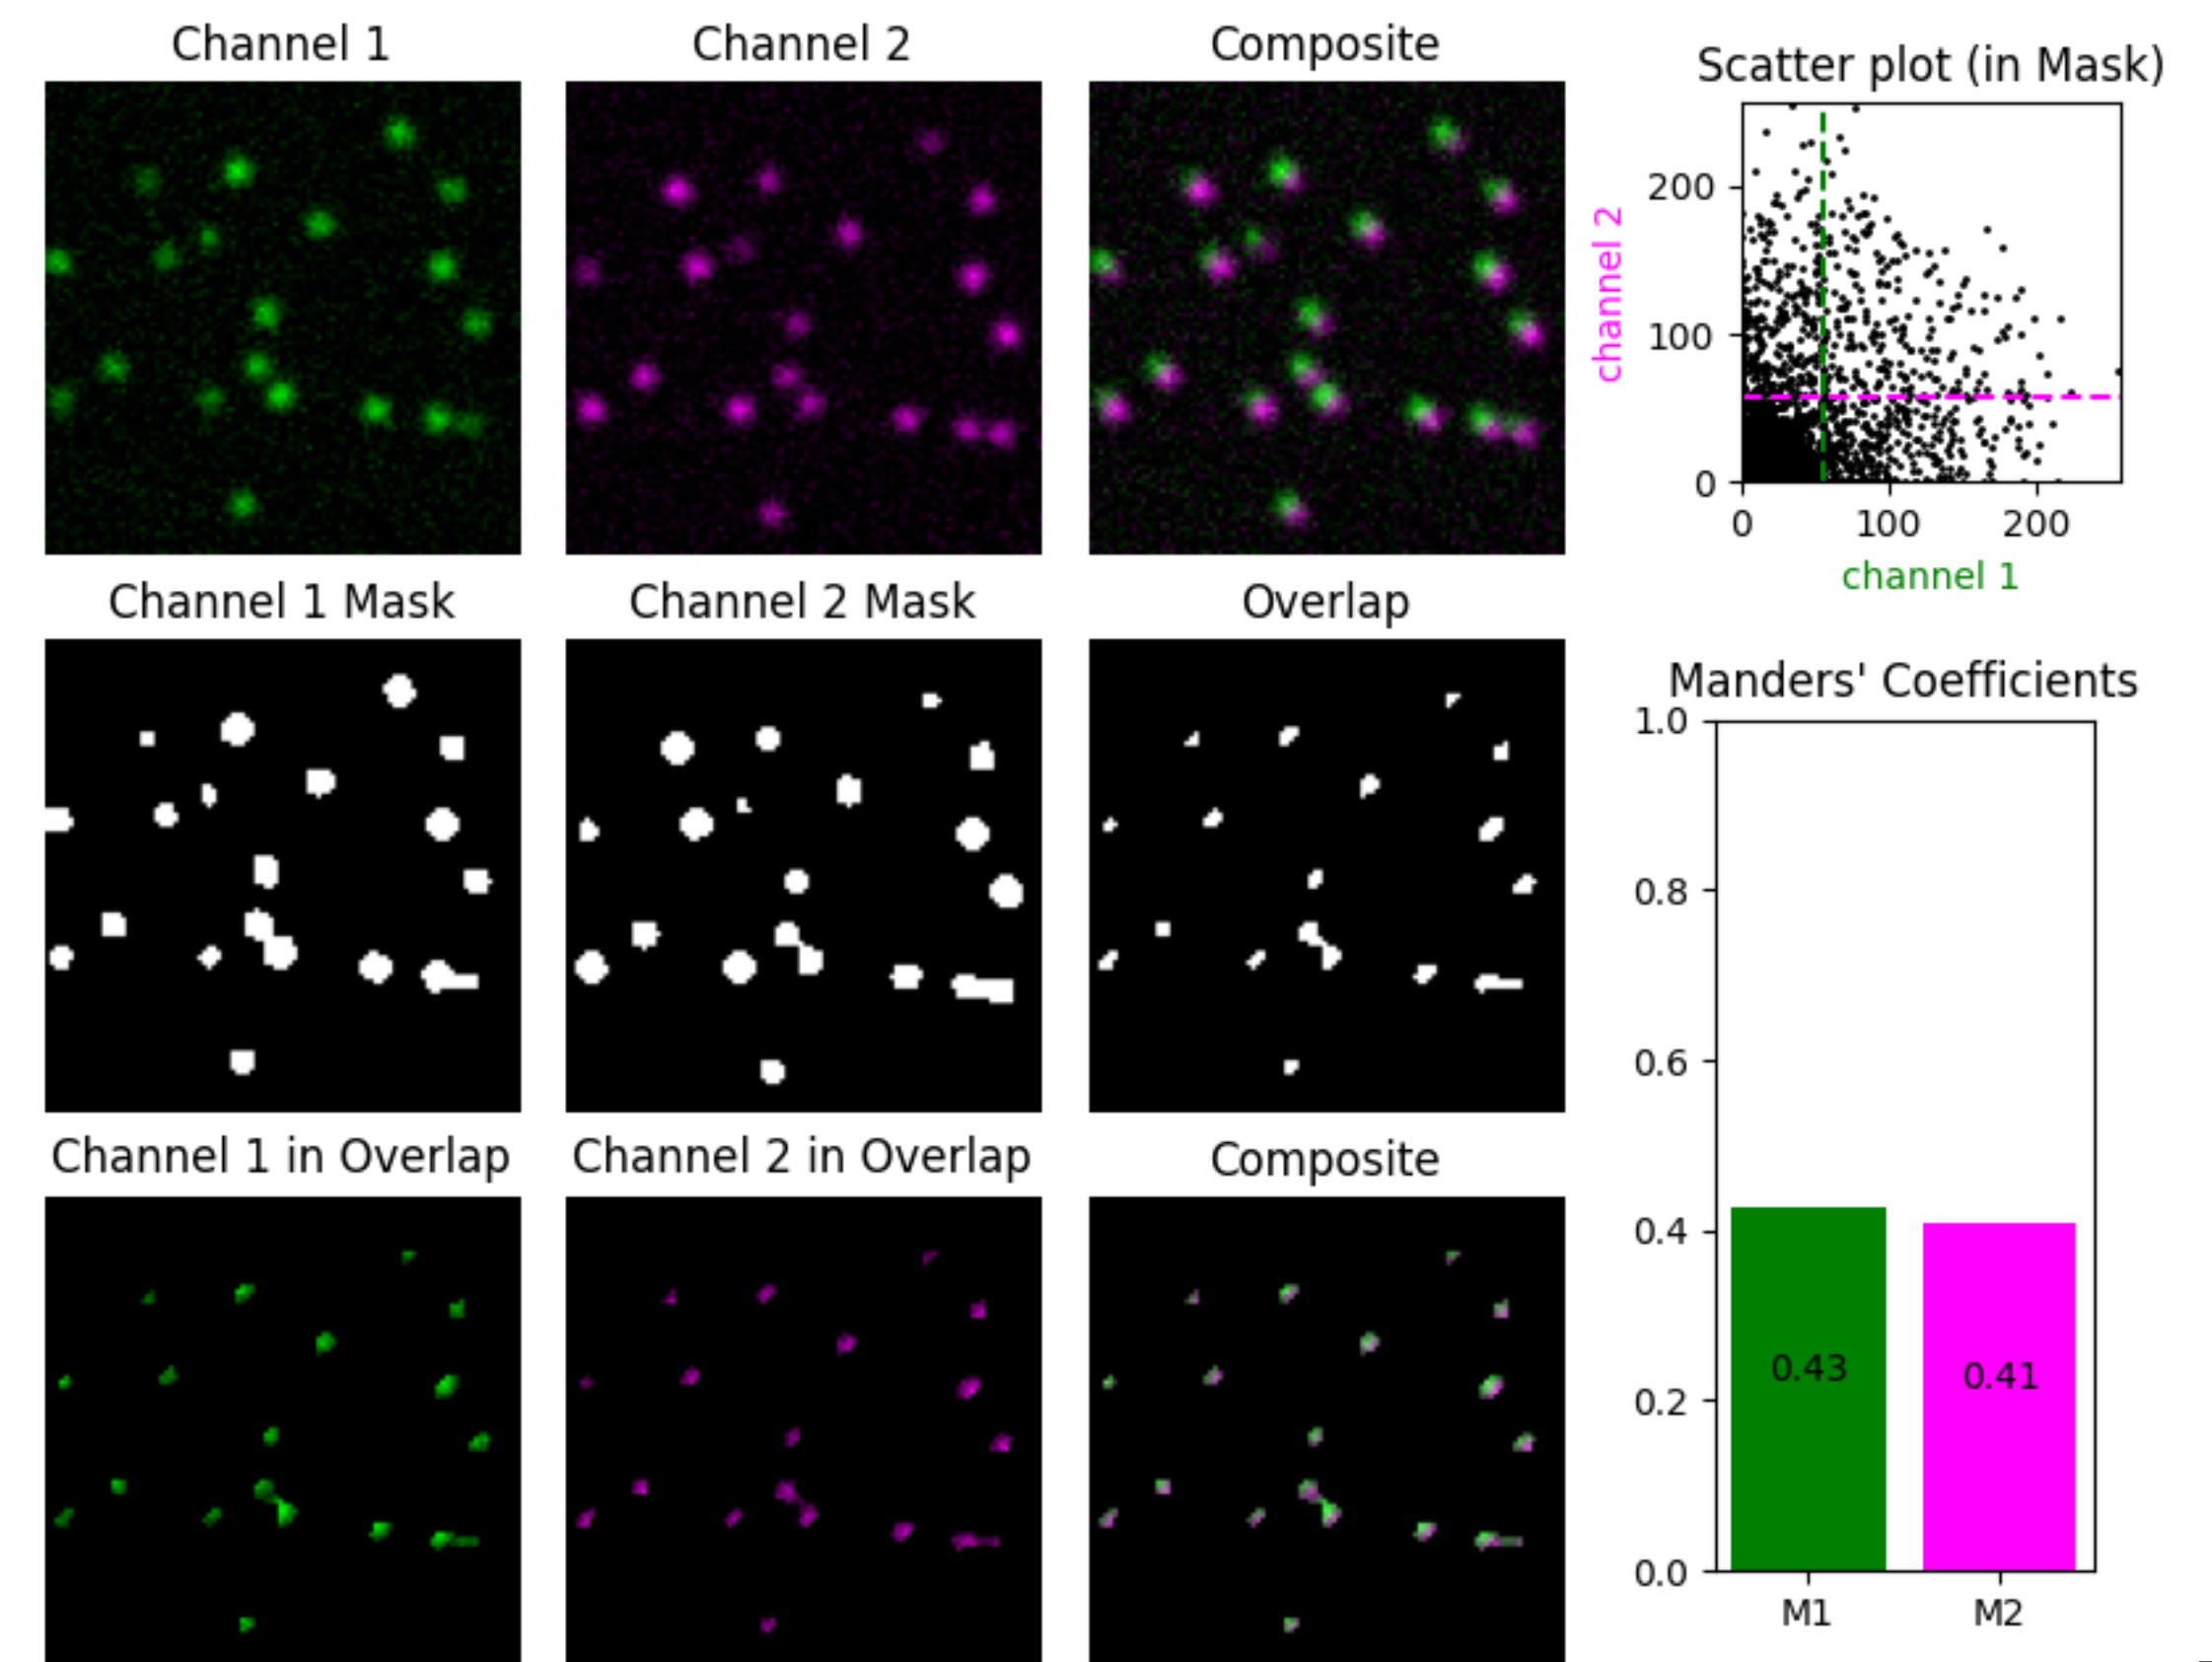 Channel 1
Channel 2
Composite
Scatter plot (in Mask)
channel 2
200
100
0
0 100 200
channel 1
Channel 1 Mask
Channel 2 Mask
Overlap
Manders' Coefficients
1.0
0.8
0.6
0.4
0.2
0.0
0.43
0.41
M1
M2
Channel 1 in Overlap
Channel 2 in Overlap
Composite